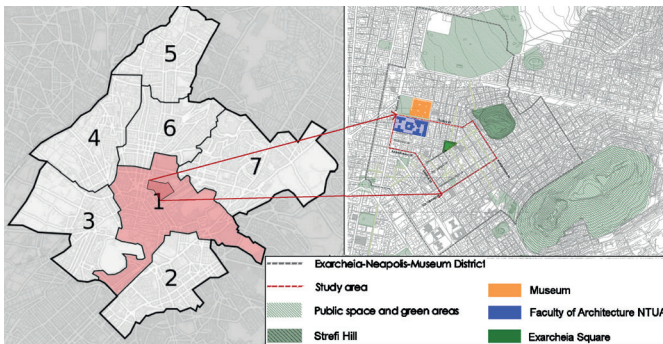 5
6
4
7
1
3
2
Exarcheia-Neapolis-Museum District
Study area
Public space and green areas
Strefi Hill
Museum
Faculty of Architecture NTUA
Exarcheia Square